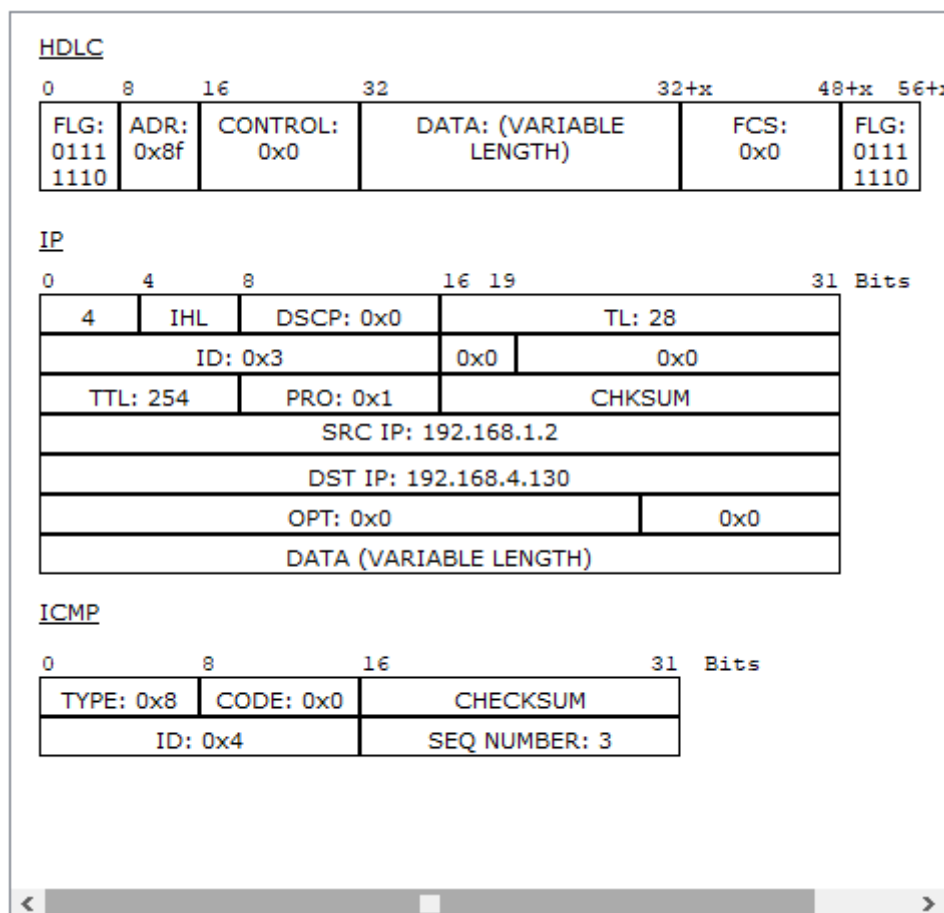 HDLC
0 8 16 32 32+x 48+x 56+x
FLG: ADR: CONTROL: DATA: (VARIABLE FCS: FLG:
0111 0x8f 0x0 LENGTH) 0x0 0111
1110 1110
IP
0 4 8 16 19 31 Bits
4 IHL DSCP: 0x0 TL: 28
ID: 0x3 0x0 0x0
TTL: 254 PRO: 0x1 CHKSUM
SRC IP: 192.168.1.2
DST IP: 192.168.4.130
OPT: 0x0 0x0
DATA (VARIABLE LENGTH)
ICMP
0 8 16 31 Bits
TYPE: 0x8 CODE: 0x0 CHECKSUM
ID: 0x4 SEQ NUMBER: 3